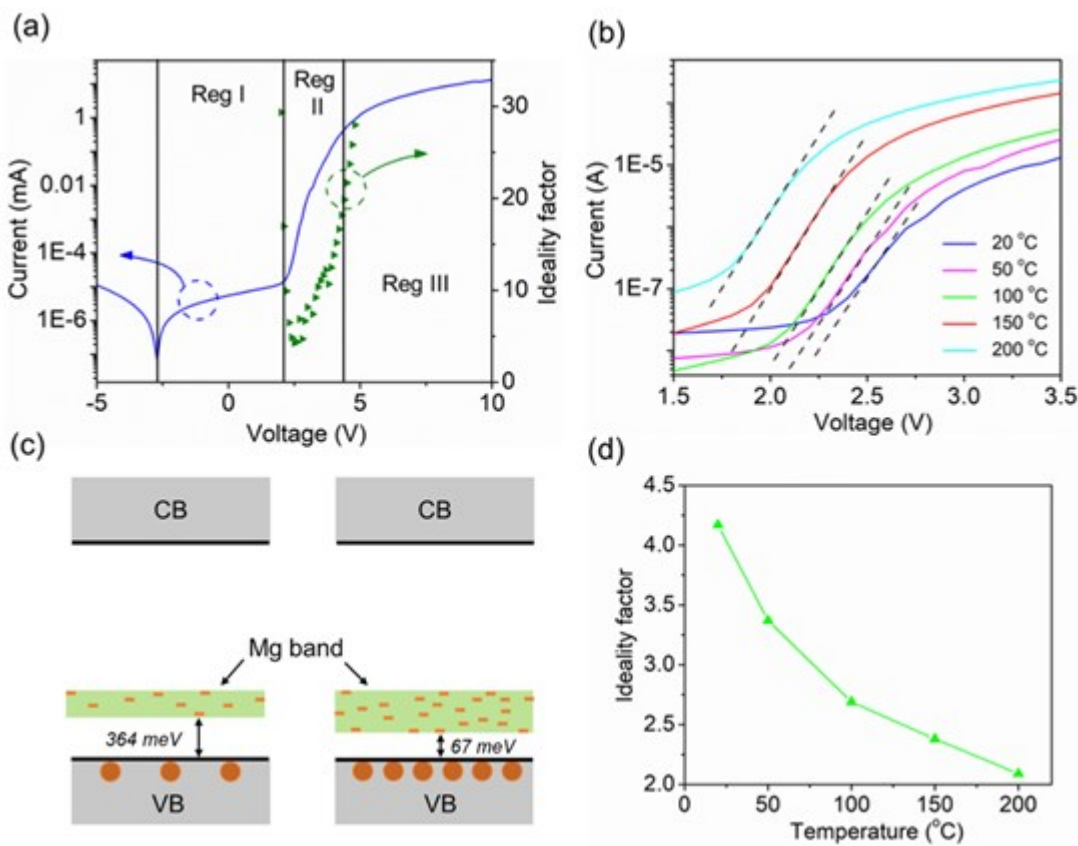 (a)
Reg I
Reg
II
Reg III
Current (mA)
1
0.01
1E-4
1E-6
Ideality factor
30
20
10
0
-5
0
5
10
Voltage (V)
(b)
Current (A)
1E-5
1E-7
20 °C
50 °C
100 °C
150 °C
200 °C
1.5
2.0
2.5
3.0
3.5
Voltage (V)
(c)
CB
CB
Mg band
364 meV
67 meV
VB
VB
(d)
Ideality factor
4.5
4.0
3.5
3.0
2.5
2.0
0
50
100
150
200
Temperature (°C)